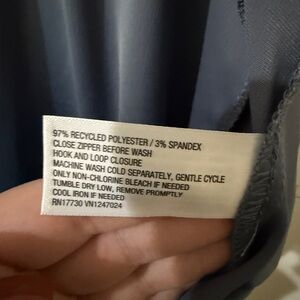 97% RECYCLED POLYESTER / 3% SPANDEX
CLOSE ZIPPER BEFORE WASH
HOOK AND LOOP CLOSURE
MACHINE WASH COLD SEPARATELY, GENTLE CYCLE
ONLY NON-CHLORINE BLEACH IF NEEDED
TUMBLE DRY LOW, REMOVE PROMPTLY
COOL IRON IF NEEDED
RN17730 VN1247024